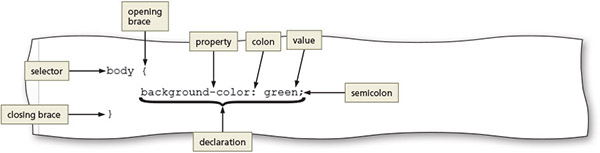 opening
brace
property
colon
value
selector
body {
background-color: green;
semicolon
closing brace
}
declaration